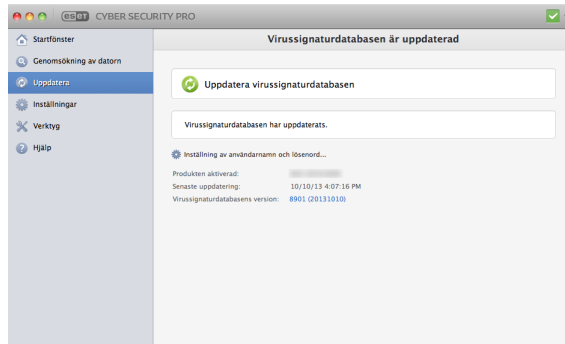 eset CYBER SECURITY PRO
Startfönster
Genomsökning av datorn
Uppdatera
Inställningar
Verktyg
Hjälp
Virussignaturdatabasen är uppdaterad
Uppdatera virussignaturdatabasen
Virussignaturdatabasen har uppdaterats.
Inställning av användarnamn och lösenord...
Produkten aktiverad:
Senaste uppdatering: 10/10/13 4:07:16 PM
Virussignaturdatabasens version: 8901 (20131010)